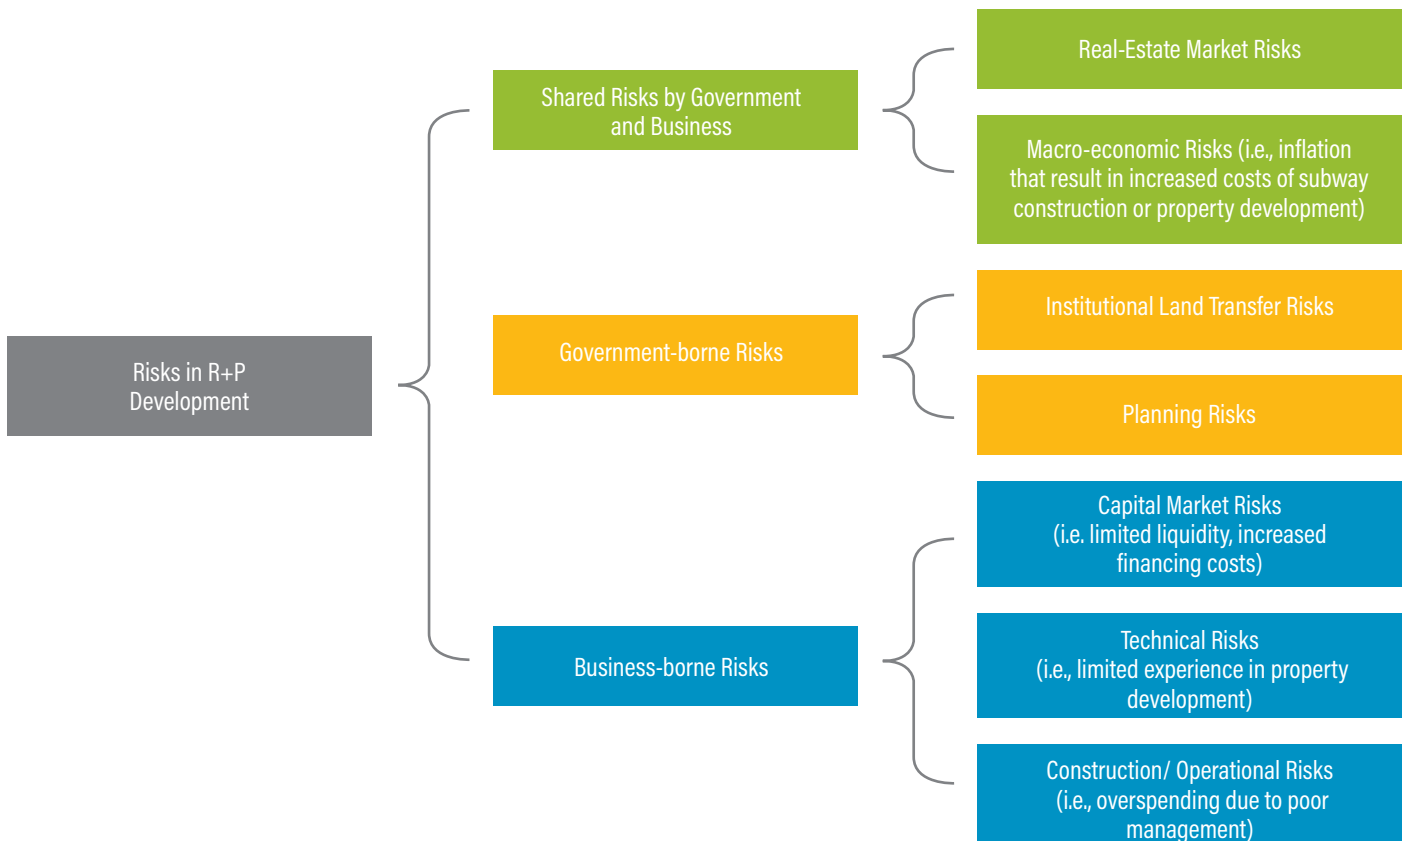 Risks in R+P
Development
Shared Risks by Government
and Business
Real-Estate Market Risks
Macro-economic Risks (i.e., inflation
that result in increased costs of subway
construction or property development)
Government-borne Risks
Institutional Land Transfer Risks
Planning Risks
Business-borne Risks
Capital Market Risks
(i.e. limited liquidity, increased
financing costs)
Technical Risks
(i.e., limited experience in property
development)
Construction/ Operational Risks
(i.e., overspending due to poor
management)